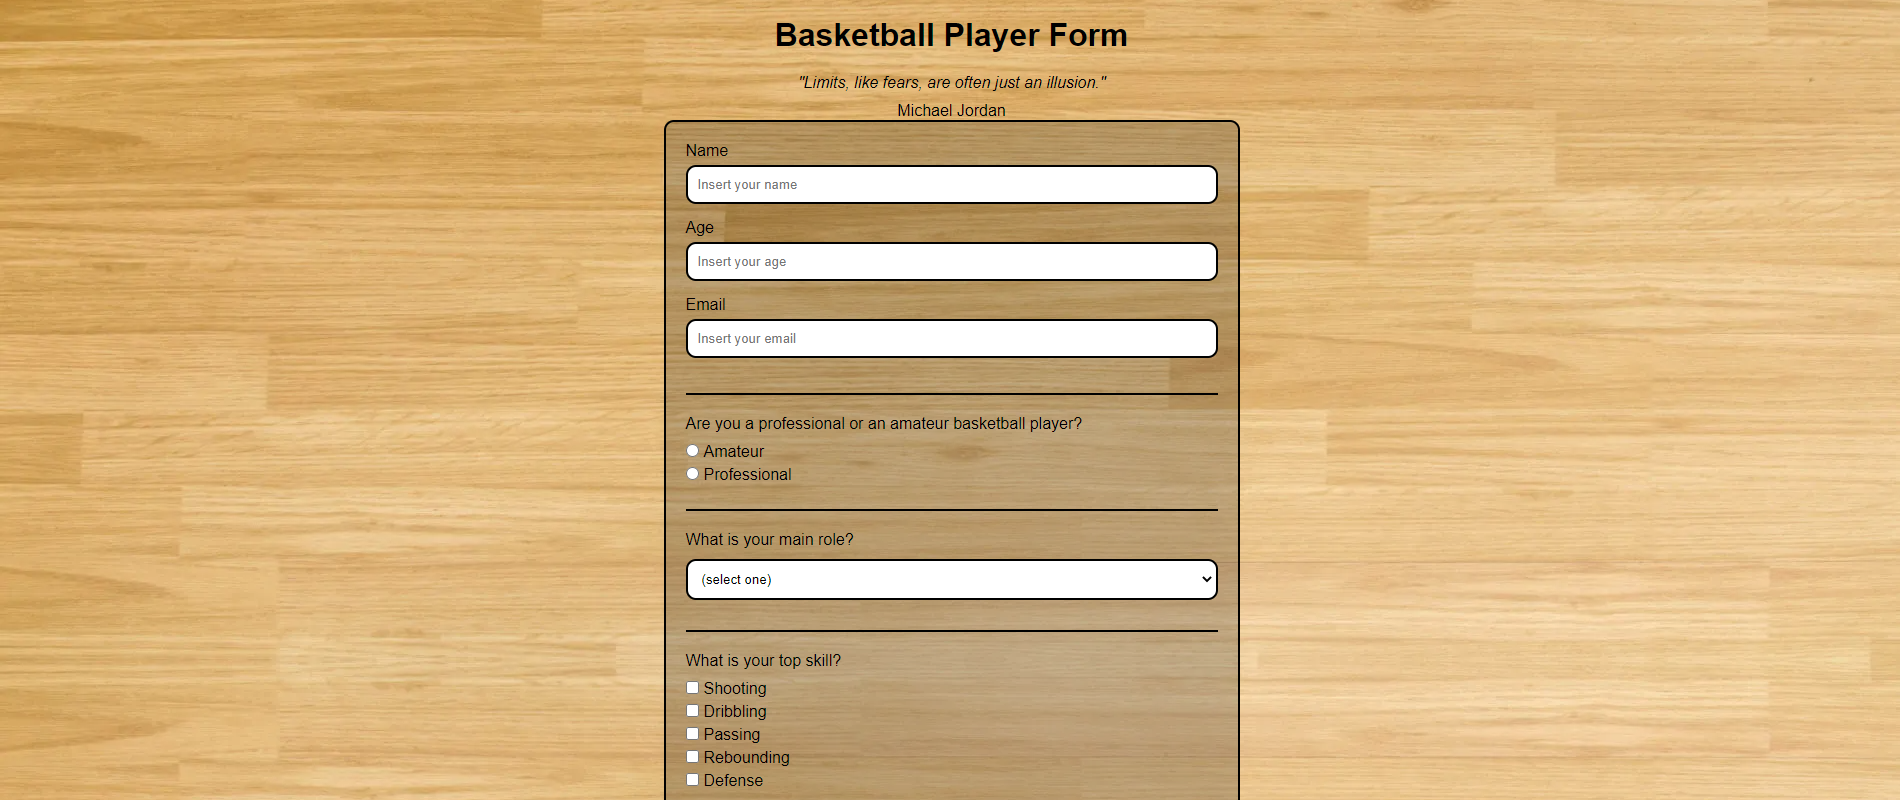 Basketball Player Form
"Limits, like fears, are often just an illusion."
Michael Jordan
Name
Insert your name
Age
Insert your age
Email
Insert your email
Are you a professional or an amateur basketball player?
Amateur
Professional
What is your main role?
(select one)
What is your top skill?
Shooting
Dribbling
Passing
Rebounding
Defense